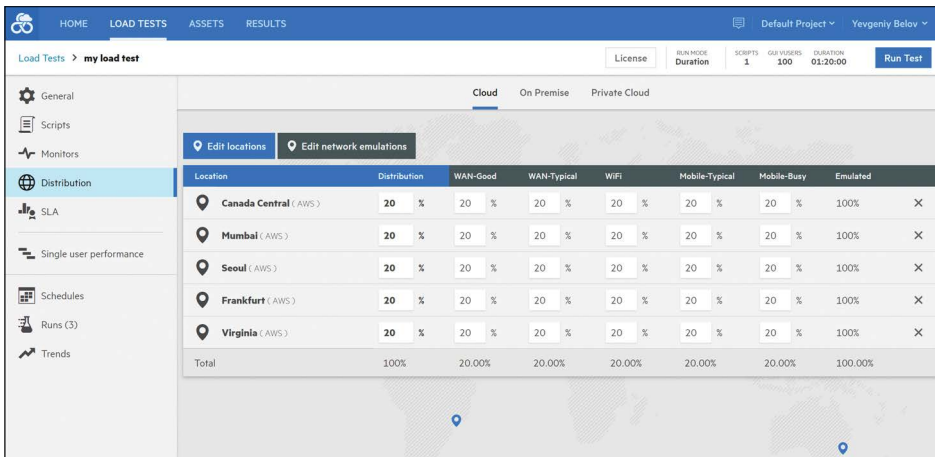 HOME LOAD TESTS ASSETS RESULTS Default Project Yevgeniy Belov
Load Tests > my load test License RUN MODE Duration SCRIPTS 1 GUI VUSERS 100 DURATION 01:20:00 Run Test
General
Scripts
Monitors
Distribution
SLA
Single user performance
Schedules
Runs (3)
Trends
Cloud On Premise Private Cloud
Edit locations Edit network emulations
Location Distribution WAN-Good WAN-Typical WiFi Mobile-Typical Mobile-Busy Emulated
Canada Central ( AWS ) 20 % 20 % 20 % 20 % 20 % 20 % 100%
Mumbai ( AWS ) 20 % 20 % 20 % 20 % 20 % 20 % 100%
Seoul ( AWS ) 20 % 20 % 20 % 20 % 20 % 20 % 100%
Frankfurt ( AWS ) 20 % 20 % 20 % 20 % 20 % 20 % 100%
Virginia ( AWS ) 20 % 20 % 20 % 20 % 20 % 20 % 100%
Total 100% 20.00% 20.00% 20.00% 20.00% 20.00% 100.00%